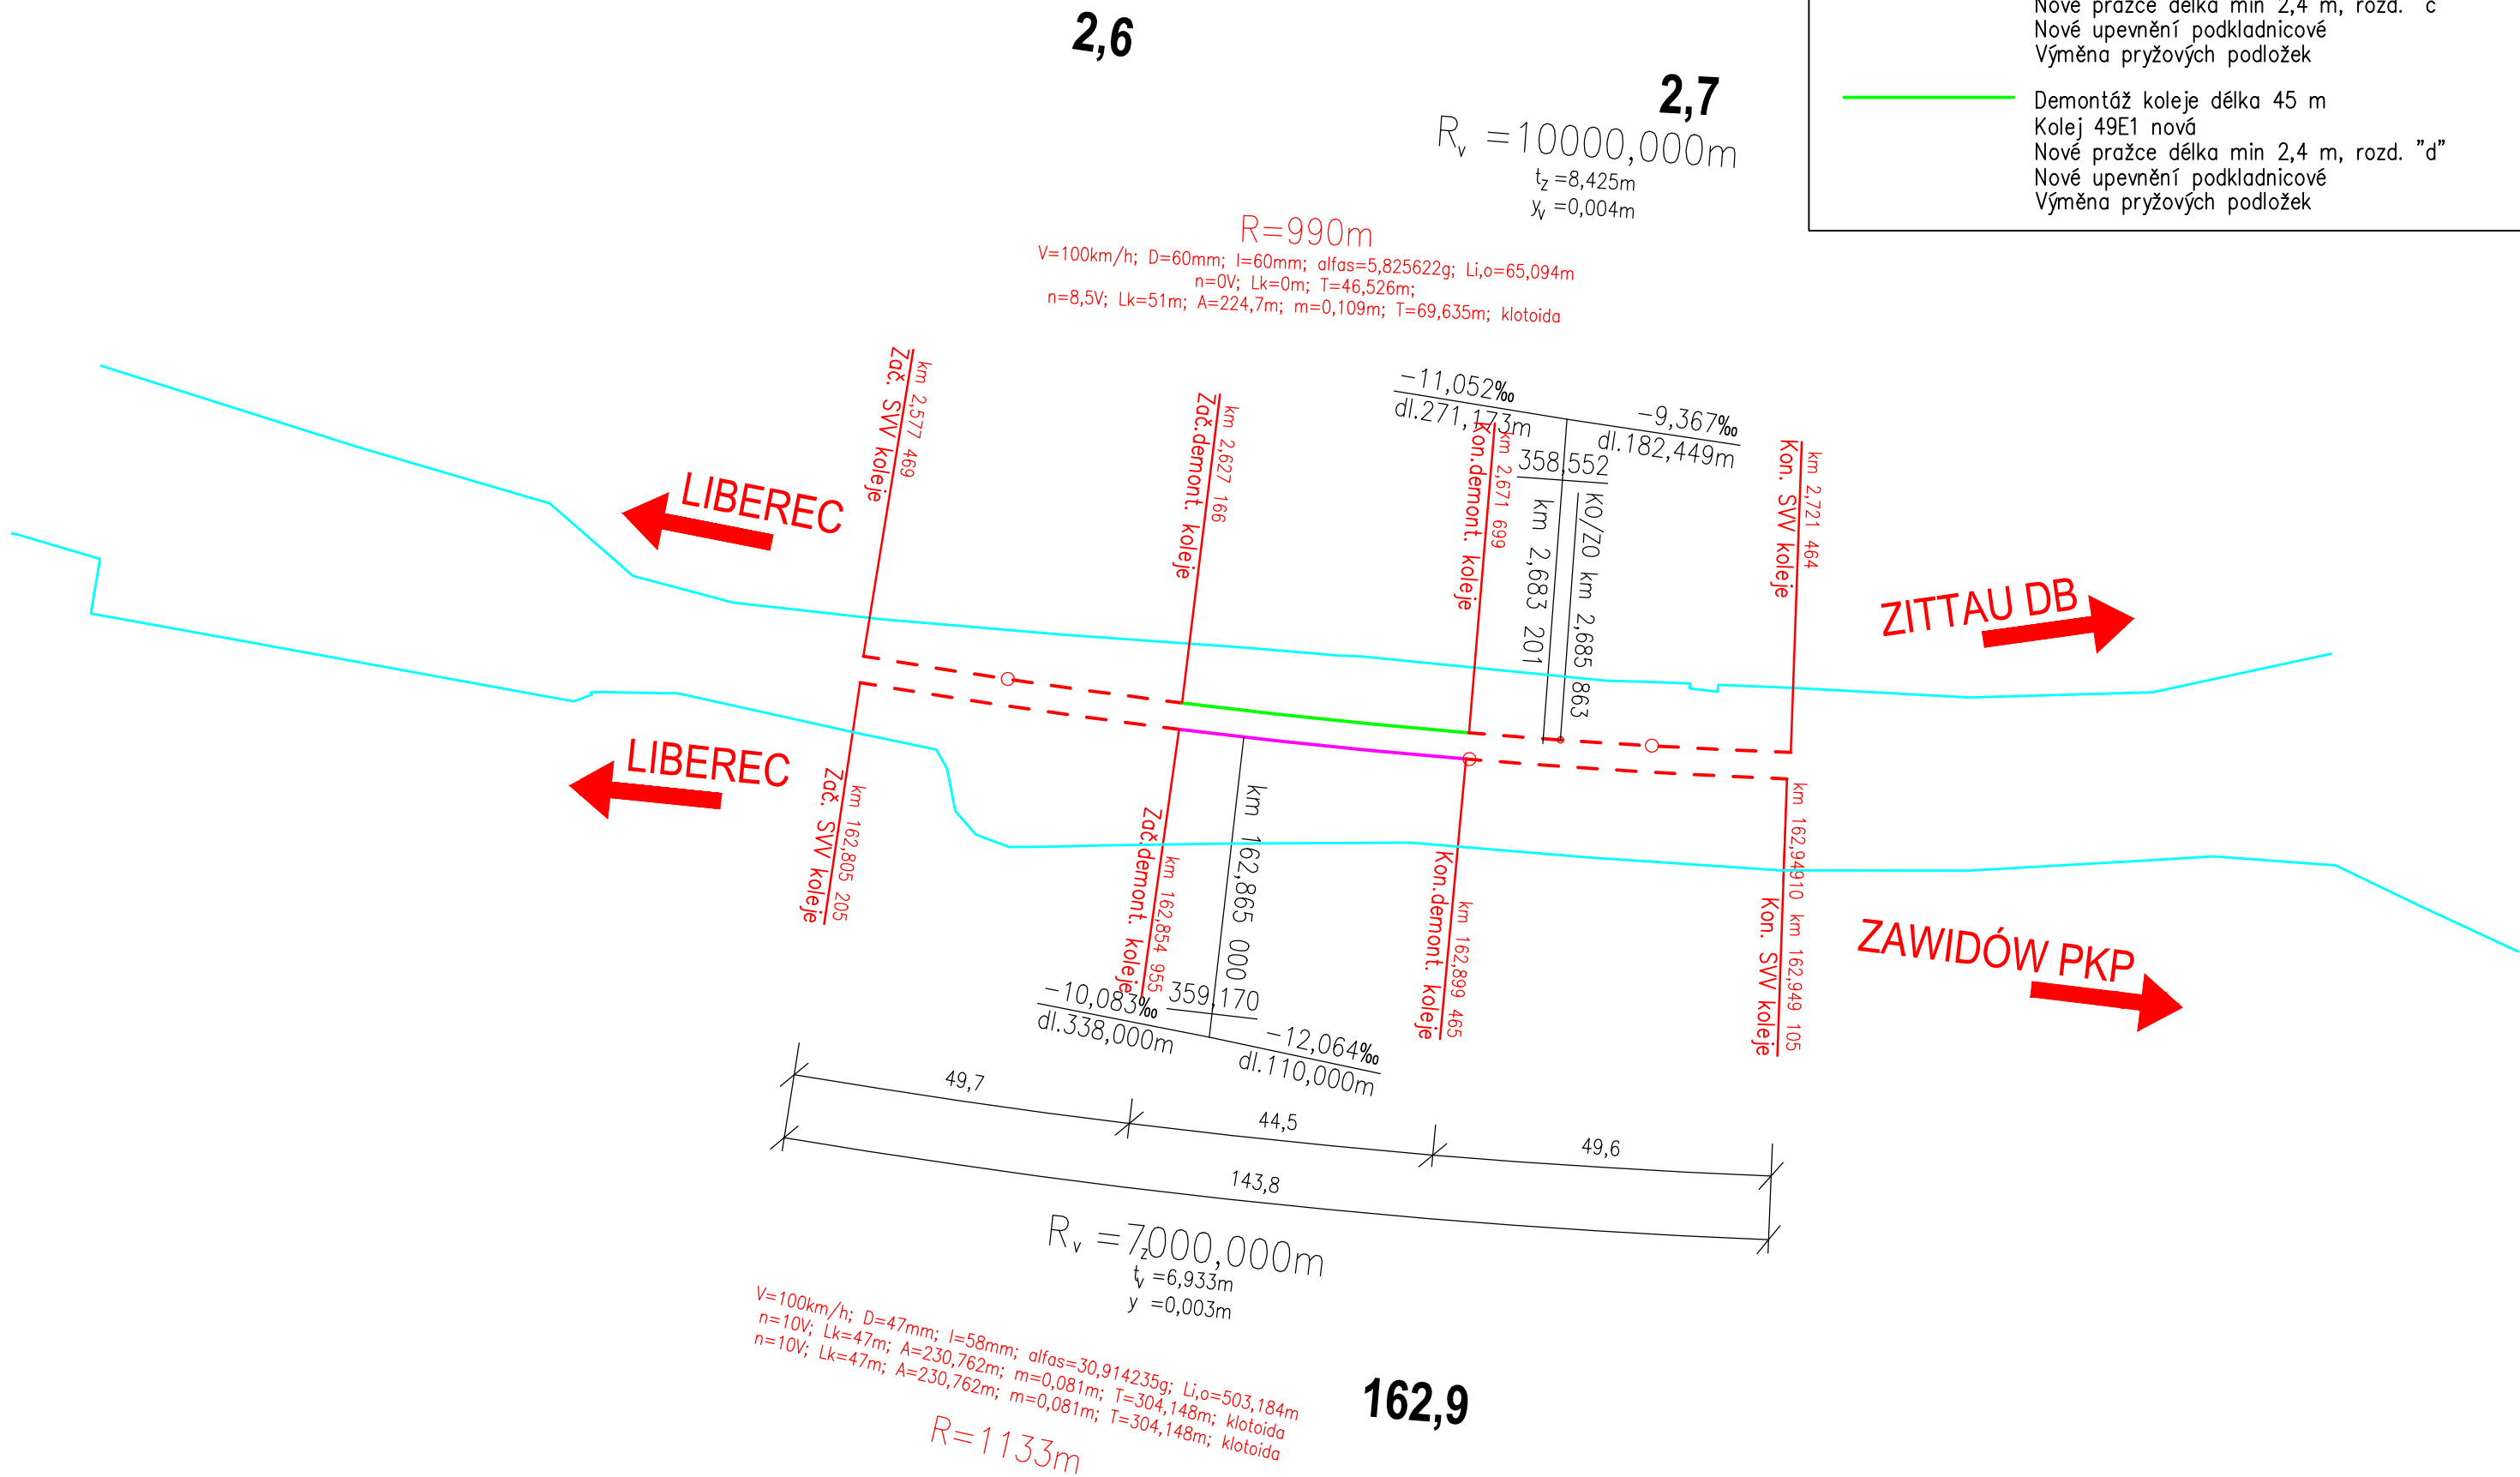 2,6
2,7
Nové pražce délka min 2,4 m, rozd. "c"
Nové upevnění podkladnicové
Výměna pryžových podložek
Demontáž koleje délka 45 m
Kolej 49E1 nová
Nové pražce délka min 2,4 m, rozd. "d"
Nové upevnění podkladnicové
Výměna pryžových podložek
Rv =10000,000m
tz =8,425m
yv =0,004m
R=990m
V=100km/h; D=60mm; I=60mm; alfas=5,825622g; Li,o=65,094m
n=0V; Lk=0m; T=46,526m;
n=8,5V; Lk=51m; A=224,7m; m=0,109m; T=69,635m; klotoida
km 2,577 469
Zač. SVV koleje
km 2,627 166
Zač.demont. koleje
-11,052‰
dl.271,173m
-9,367‰
dl.182,449m
km 2,671 699
Kon.demont. koleje
358,552
km 2,683 201
KO/ZO km 2,685 863
km 2,721 464
Kon. SVV koleje
LIBEREC
ZITTAU DB
LIBEREC
ZAWIDÓW PKP
km 162,805 205
Zač. SVV koleje
km 162,854 955
Zač.demont. koleje
km 162,865 000
359,170
-10,083‰
dl.338,000m
-12,064‰
dl.110,000m
km 162,899 465
Kon.demont. koleje
km 162,94910 km 162,949 105
Kon. SVV koleje
49,7
44,5
49,6
143,8
Rv =7000,000m
z
tv =6,933m
y =0,003m
V=100km/h; D=47mm; I=58mm; alfas=30,914235g; Li,o=503,184m
n=10V; Lk=47m; A=230,762m; m=0,081m; T=304,148m; klotoida
n=10V; Lk=47m; A=230,762m; m=0,081m; T=304,148m; klotoida
R=1133m
162,9